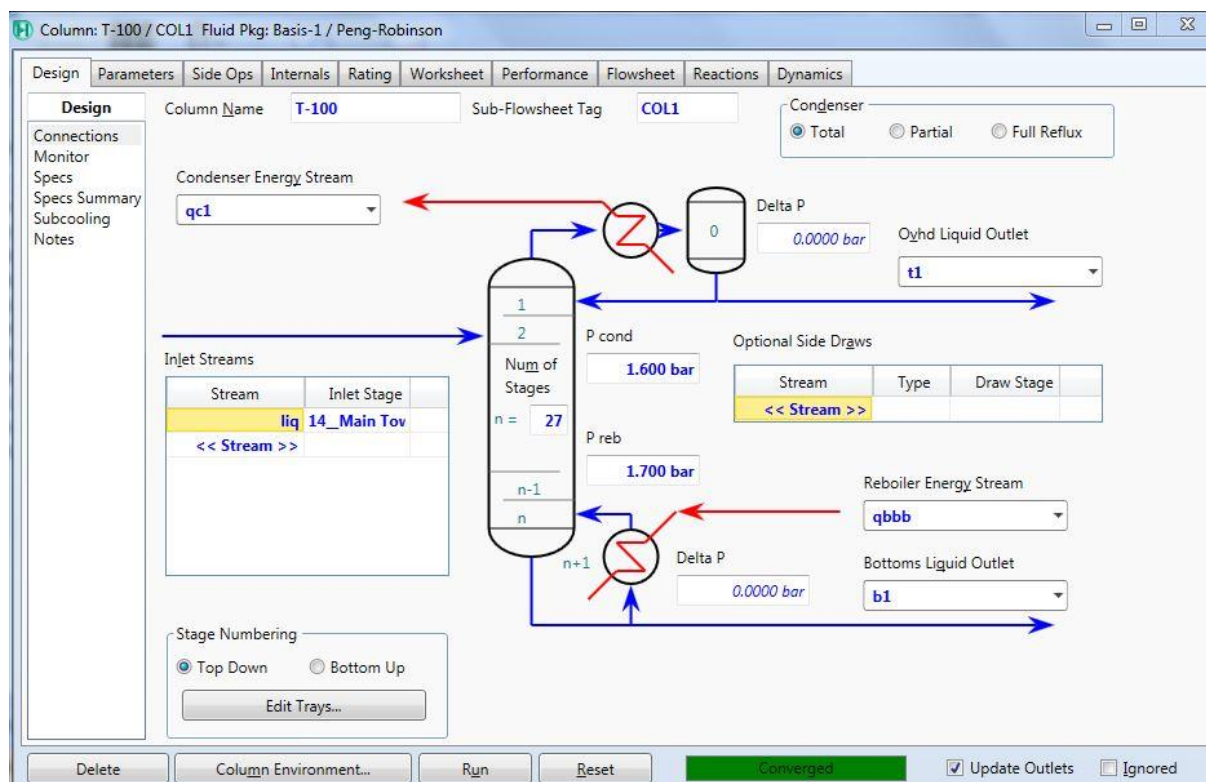 Column: T-100 / COL1 Fluid Pkg: Basis-1 / Peng-Robinson
Design Parameters Side Ops Internals Rating Worksheet Performance Flowsheet Reactions Dynamics
Design
Connections
Monitor
Specs
Specs Summary
Subcooling
Notes
Column Name T-100 Sub-Flowsheet Tag COL1
Condenser
Total Partial Full Reflux
Condenser Energy Stream
qc1
0
Delta P
0.0000 bar
Ovhd Liquid Outlet
t1
1
2
Num of
Stages
n = 27
n-1
n
n+1
P cond
1.600 bar
P reb
1.700 bar
Inlet Streams
Stream Inlet Stage
liq 14__Main Tov
<< Stream >>
Optional Side Draws
Stream Type Draw Stage
<< Stream >>
Reboiler Energy Stream
qbbb
Delta P
0.0000 bar
Bottoms Liquid Outlet
b1
Stage Numbering
Top Down Bottom Up
Edit Trays...
Delete Column Environment... Run Reset Converged Update Outlets Ignored